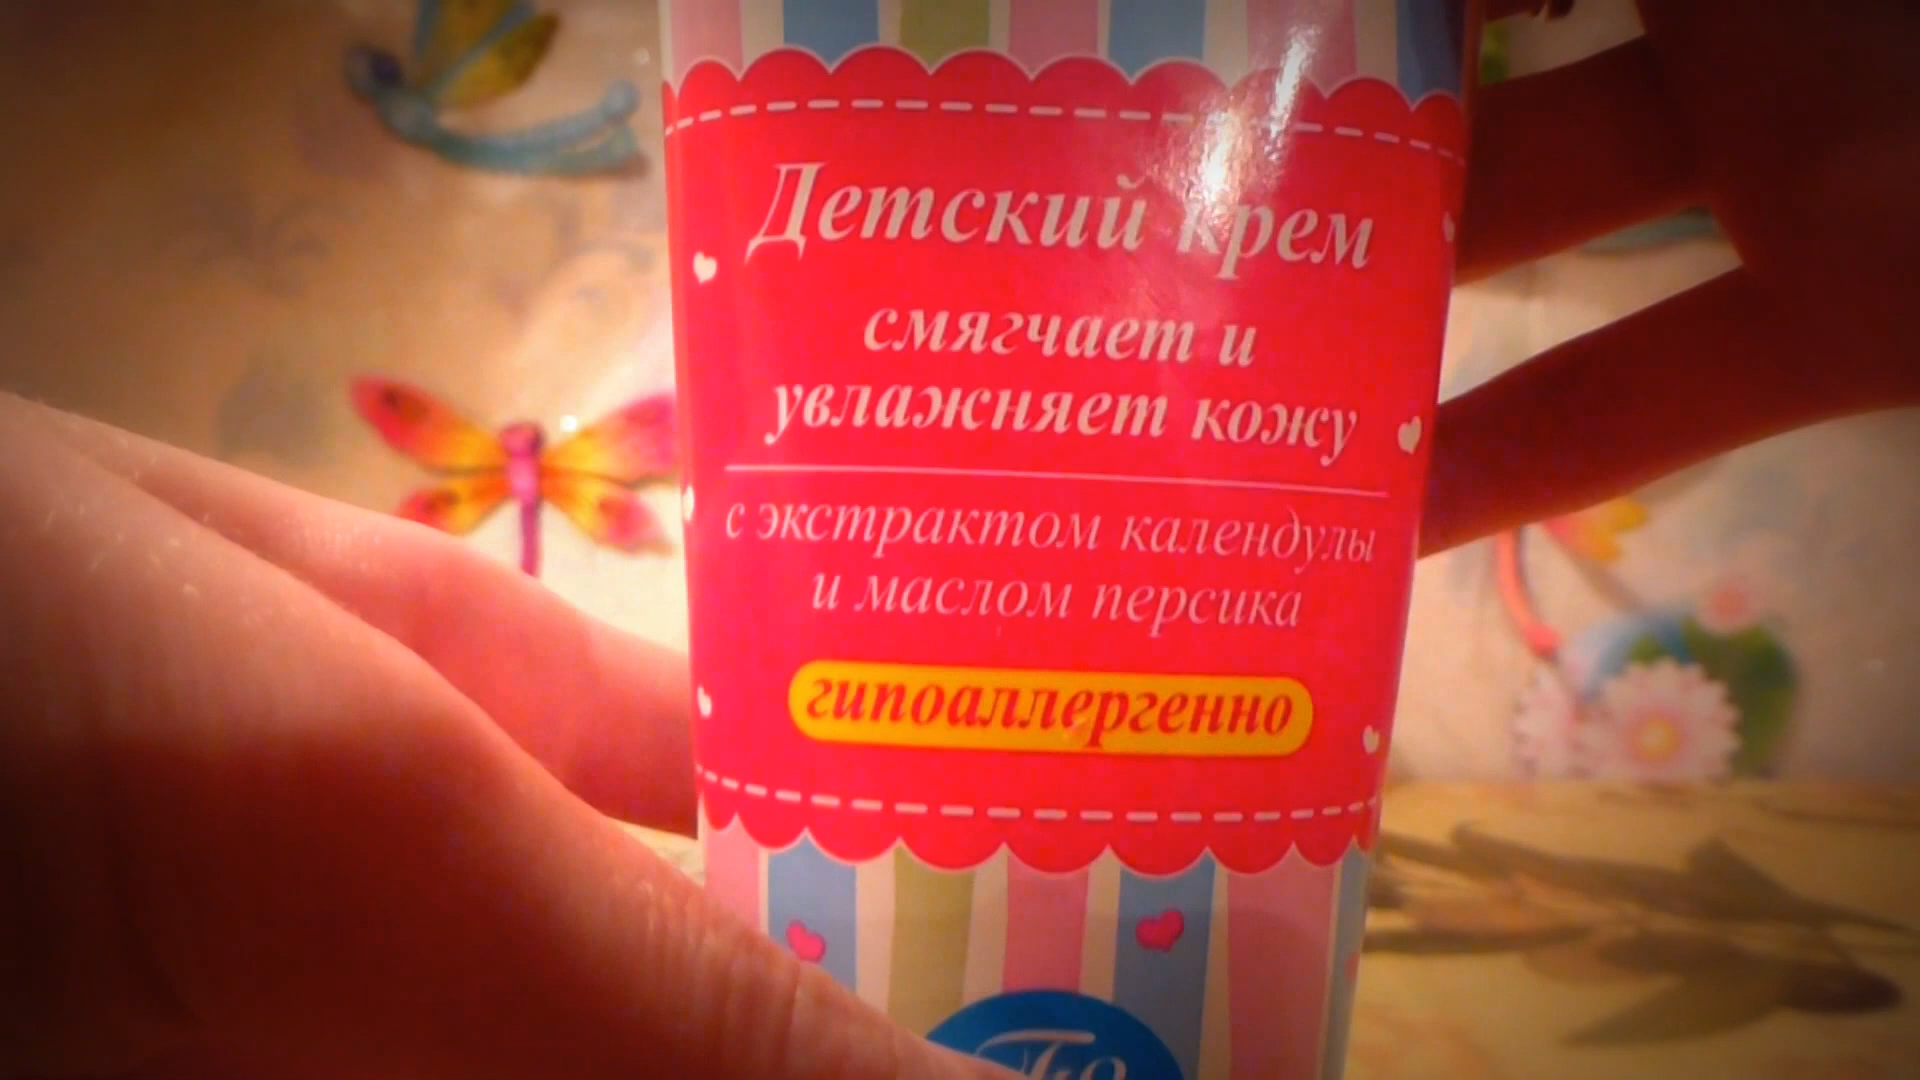 Детский крем
смягчает и
увлажняет кожу
с экстрактом календулы
и маслом персика
гипоаллергенно